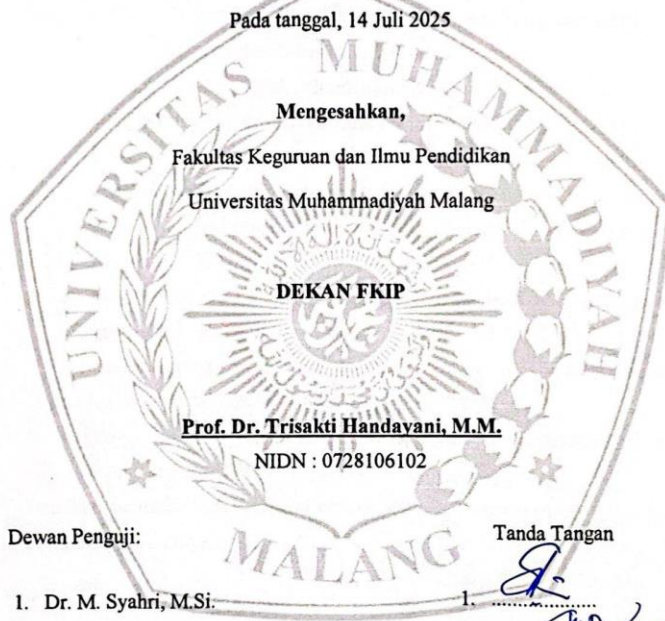 Pada tanggal, 14 Juli 2025
UNIVERSITAS MUHAMMADIYAH
Mengesahkan,
Fakultas Keguruan dan Ilmu Pendidikan
Universitas Muhammadiyah Malang
DEKAN FKIP
Prof. Dr. Trisakti Handayani, M.M.
NIDN : 0728106102
MALANG
Dewan Penguji: Tanda Tangan
1. Dr. M. Syahri, M.Si. 1. ....................